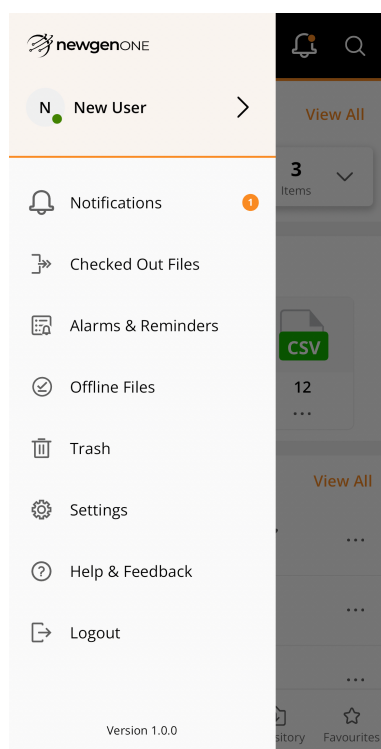 newgenONE
N New User
View All
3
Items
Notifications 1
Checked Out Files
CSV
Alarms & Reminders
12
Offline Files
Trash
View All
Settings
Help & Feedback
Logout
Version 1.0.0
Favourites